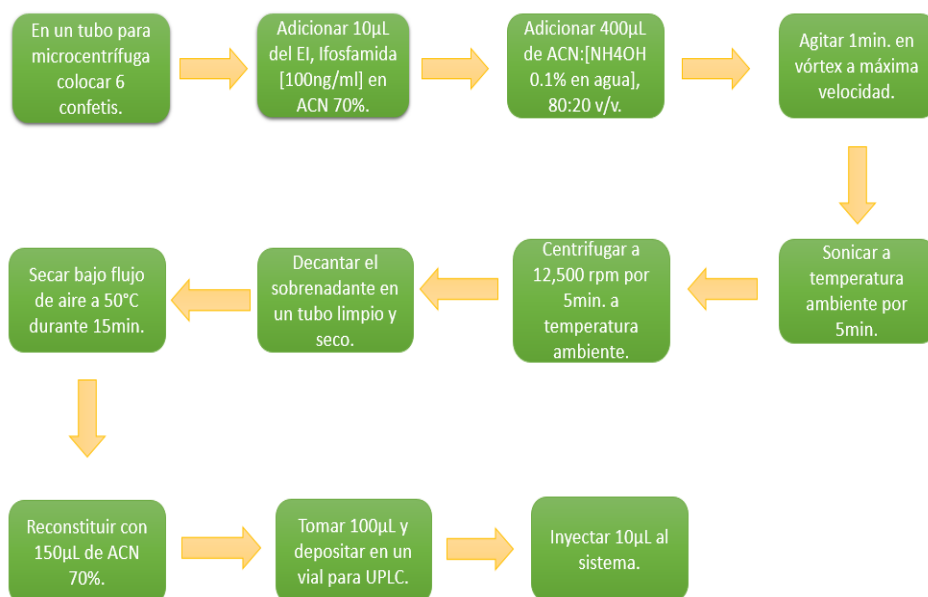 En un tubo para
microcentrífuga
colocar 6
confetis.
Adicionar 10µL
del EI, Ifosfamida
[100ng/ml] en
ACN 70%.
Adicionar 400µL
de ACN:[NH4OH
0.1% en agua],
80:20 v/v.
Agitar 1min. en
vórtex a máxima
velocidad.
Sonicar a
temperatura
ambiente por
5min.
Centrifugar a
12,500 rpm por
5min. a
temperatura
ambiente.
Decantar el
sobrenadante en
un tubo limpio y
seco.
Secar bajo flujo
de aire a 50°C
durante 15min.
Reconstituir con
150µL de ACN
70%.
Tomar 100µL y
depositar en un
vial para UPLC.
Inyectar 10µL al
sistema.